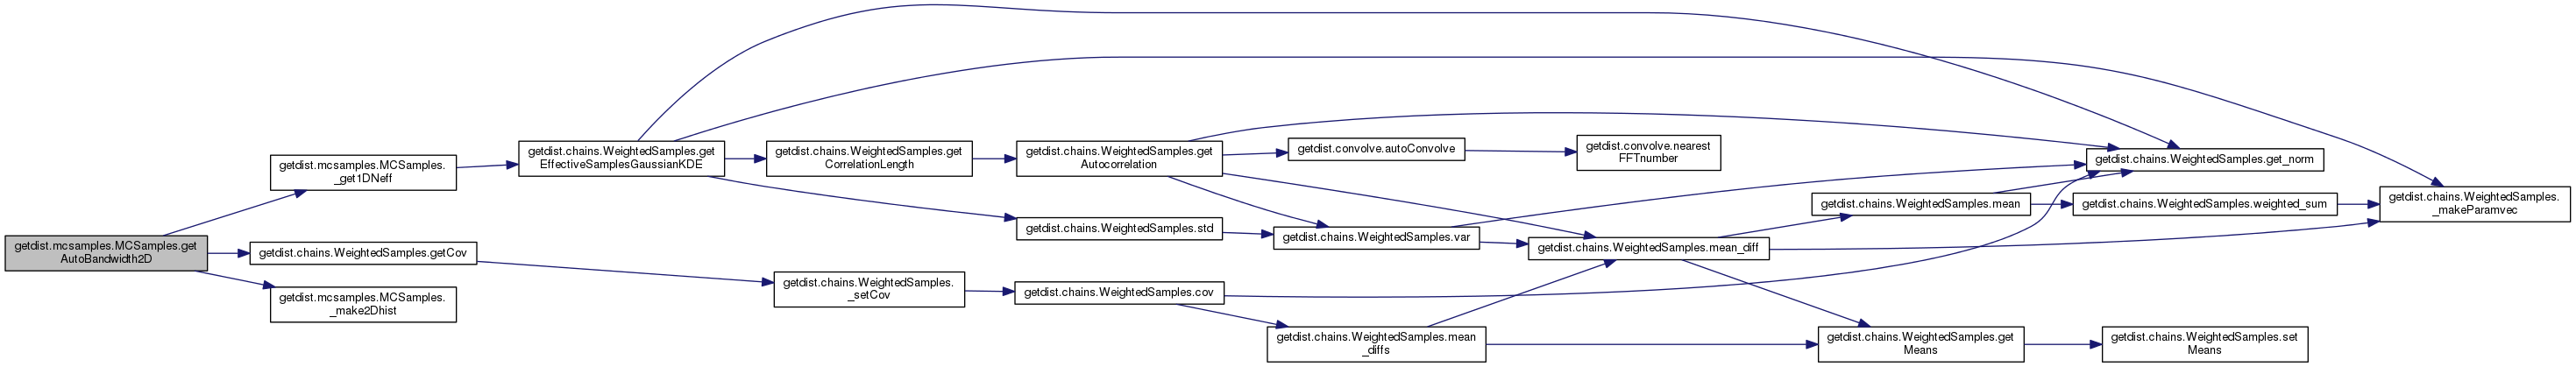 getdist.mcsamples.MCSamples.get
AutoBandwidth2D
getdist.mcsamples.MCSamples.
_get1DNeff
getdist.chains.WeightedSamples.getCov
getdist.mcsamples.MCSamples.
_make2Dhist
getdist.chains.WeightedSamples.get
EffectiveSamplesGaussianKDE
getdist.chains.WeightedSamples.get
CorrelationLength
getdist.chains.WeightedSamples.
_setCov
getdist.chains.WeightedSamples.get
Autocorrelation
getdist.chains.WeightedSamples.std
getdist.chains.WeightedSamples.cov
getdist.convolve.autoConvolve
getdist.chains.WeightedSamples.var
getdist.chains.WeightedSamples.mean
_diffs
getdist.convolve.nearest
FFTnumber
getdist.chains.WeightedSamples.mean_diff
getdist.chains.WeightedSamples.mean
getdist.chains.WeightedSamples.get
Means
getdist.chains.WeightedSamples.get_norm
getdist.chains.WeightedSamples.weighted_sum
getdist.chains.WeightedSamples.set
Means
getdist.chains.WeightedSamples.
_makeParamvec